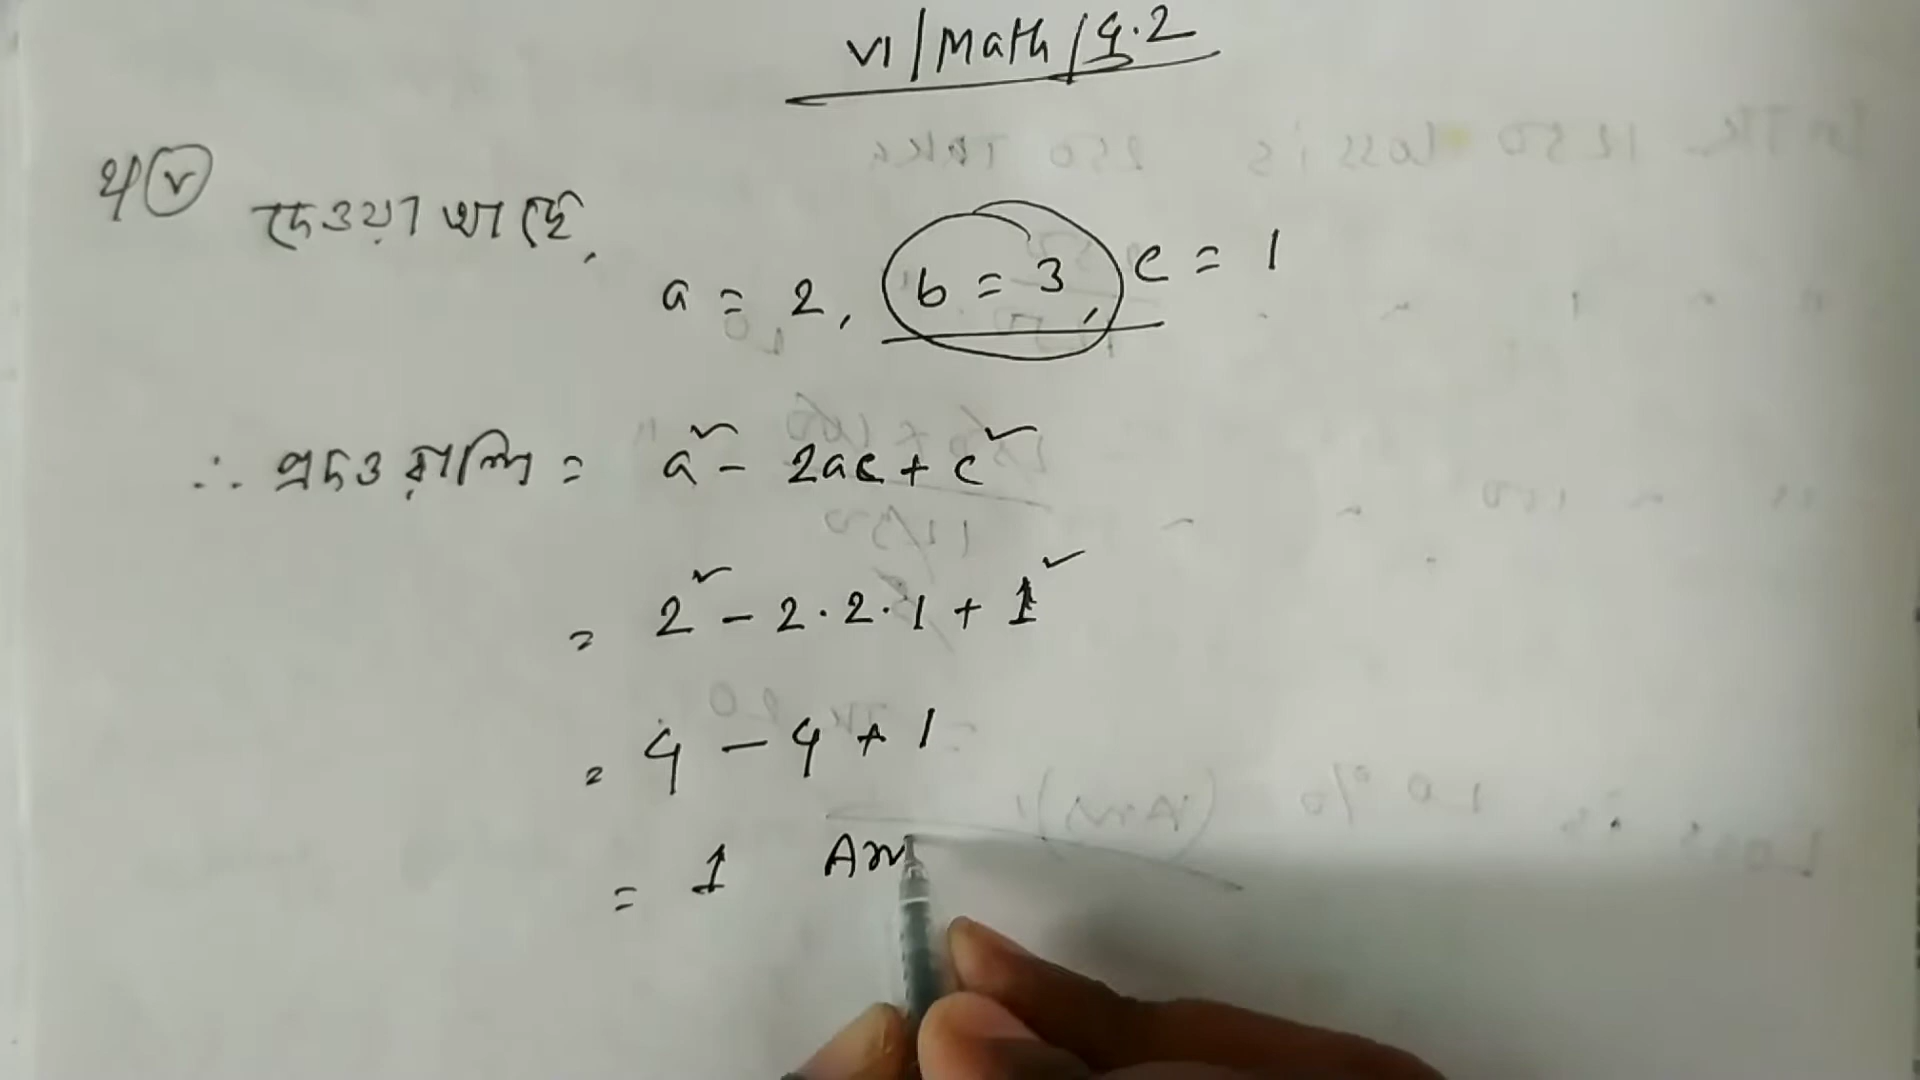 VI/Math/4.2
৭(v) দেওয়া আছে,
a = 2, b = 3, c = 1
∴ প্রদত্ত রাশি = a² - 2ac + c²
= 2² - 2·2·1 + 1²
= 4 - 4 + 1
= 1 Ans